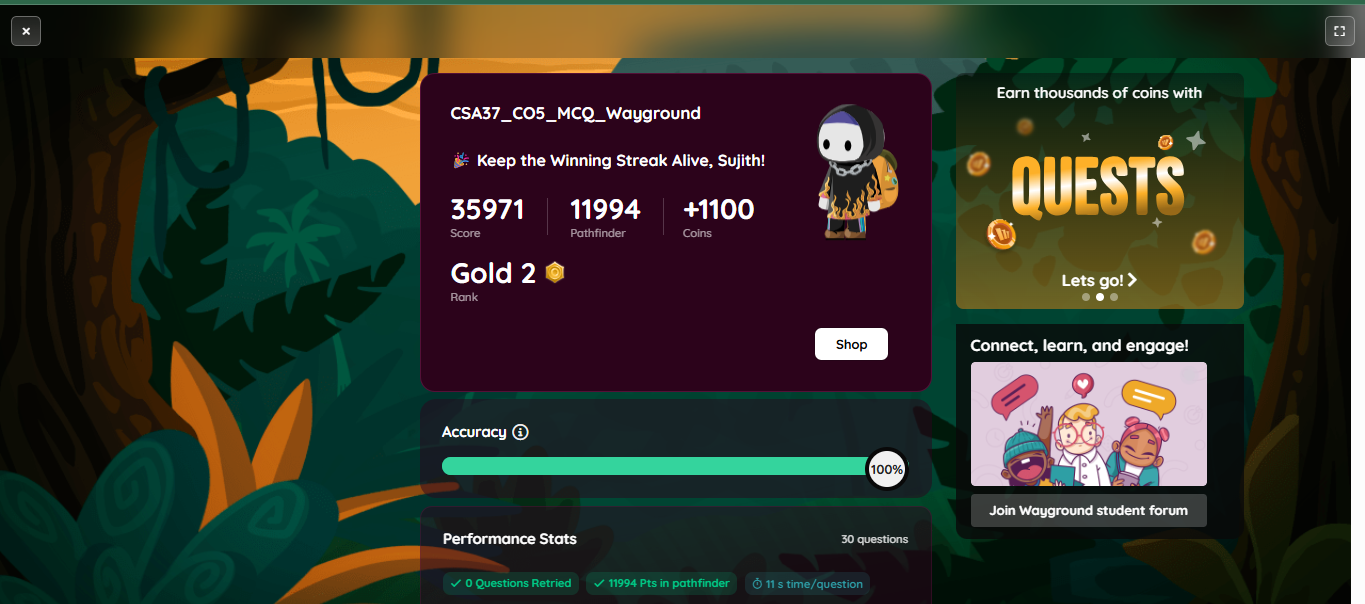 CSA37_CO5_MCQ_Wayground
Keep the Winning Streak Alive, Sujith!
35971
Score
11994
Pathfinder
+1100
Coins
Gold 2
Rank
Shop
Accuracy
100%
Performance Stats
30 questions
0 Questions Retried
11994 Pts in pathfinder
11 s time/question
Earn thousands of coins with
QUESTS
Lets go!
Connect, learn, and engage!
Join Wayground student forum